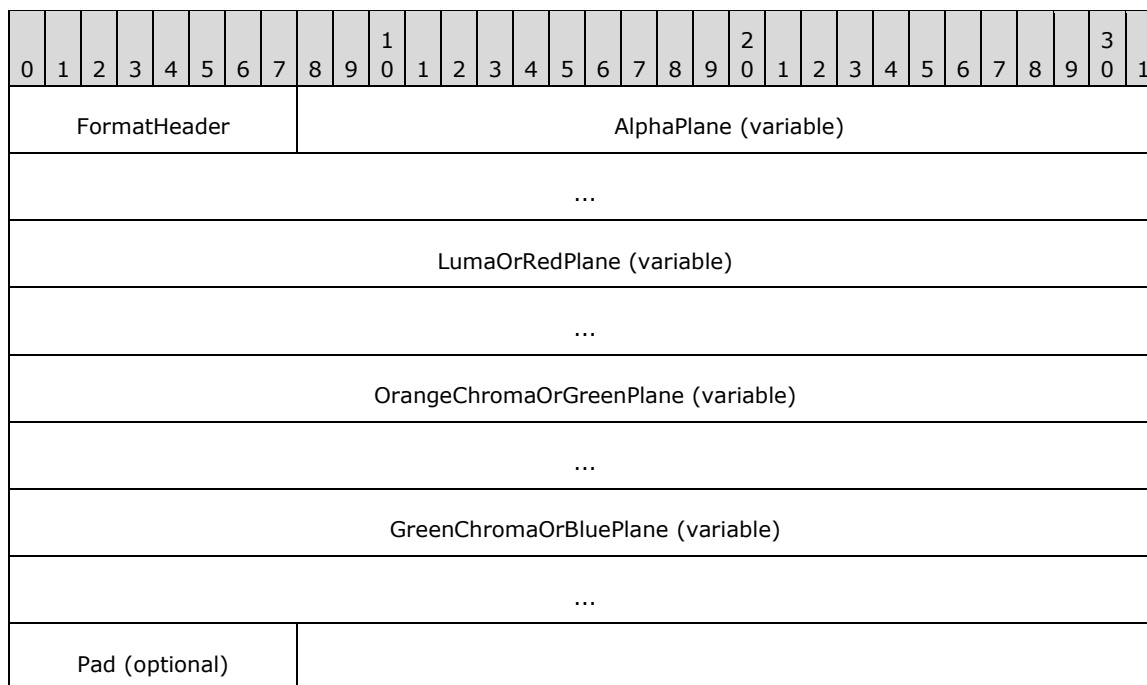 1 2 3
0 1 2 3 4 5 6 7 8 9 0 1 2 3 4 5 6 7 8 9 0 1 2 3 4 5 6 7 8 9 0 1
FormatHeader AlphaPlane (variable)
...
LumaOrRedPlane (variable)
...
OrangeChromaOrGreenPlane (variable)
...
GreenChromaOrBluePlane (variable)
...
Pad (optional)